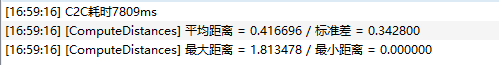 [16:59:16] C2C耗时7809ms
[16:59:16] [ComputeDistances] 平均距离 = 0.416696 / 标准差 = 0.342800
[16:59:16] [ComputeDistances] 最大距离 = 1.813478 / 最小距离 = 0.000000